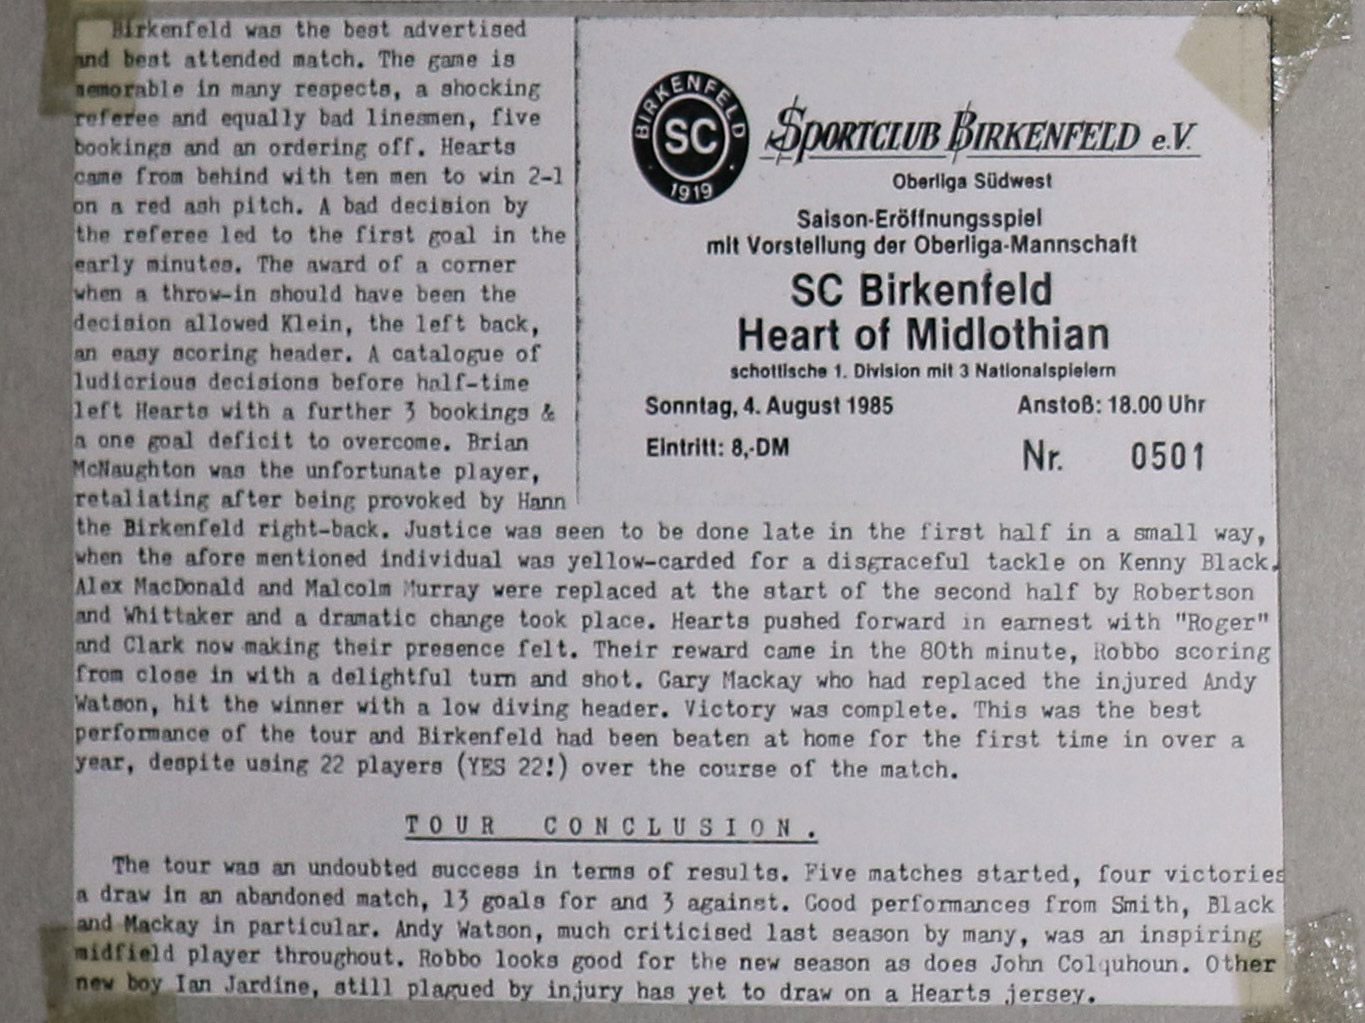 Birkenfeld was the best advertised
and best attended match. The game is
memorable in many respects, a shocking
referee and equally bad linesmen, five
bookings and an ordering off. Hearts
came from behind with ten men to win 2-1
on a red ash pitch. A bad decision by
the referee led to the first goal in the
early minutes. The award of a corner
when a throw-in should have been the
decision allowed Klein, the left back,
an easy scoring header. A catalogue of
ludicrious decisions before half-time
left Hearts with a further 3 bookings &
a one goal deficit to overcome. Brian
McNaughton was the unfortunate player,
retaliating after being provoked by Hann
the Birkenfeld right-back. Justice was seen to be done late in the first half in a small way,
when the afore mentioned individual was yellow-carded for a disgraceful tackle on Kenny Black.
Alex MacDonald and Malcolm Murray were replaced at the start of the second half by Robertson
and Whittaker and a dramatic change took place. Hearts pushed forward in earnest with "Roger"
and Clark now making their presence felt. Their reward came in the 80th minute, Robbo scoring
from close in with a delightful turn and shot. Gary Mackay who had replaced the injured Andy
Watson, hit the winner with a low diving header. Victory was complete. This was the best
performance of the tour and Birkenfeld had been beaten at home for the first time in over a
year, despite using 22 players (YES 22!) over the course of the match.
BIRKENFELD
SC
1919
SPORTCLUB BIRKENFELD e.V.
Oberliga Südwest
Saison-Eröffnungsspiel
mit Vorstellung der Oberliga-Mannschaft
SC Birkenfeld
Heart of Midlothian
schottische 1. Division mit 3 Nationalspielern
Sonntag, 4. August 1985 Anstoß: 18.00 Uhr
Eintritt: 8,-DM Nr. 0501
TOUR CONCLUSION.
The tour was an undoubted success in terms of results. Five matches started, four victories
a draw in an abandoned match, 13 goals for and 3 against. Good performances from Smith, Black
and Mackay in particular. Andy Watson, much criticised last season by many, was an inspiring
midfield player throughout. Robbo looks good for the new season as does John Colquhoun. Other
new boy Ian Jardine, still plagued by injury has yet to draw on a Hearts jersey.